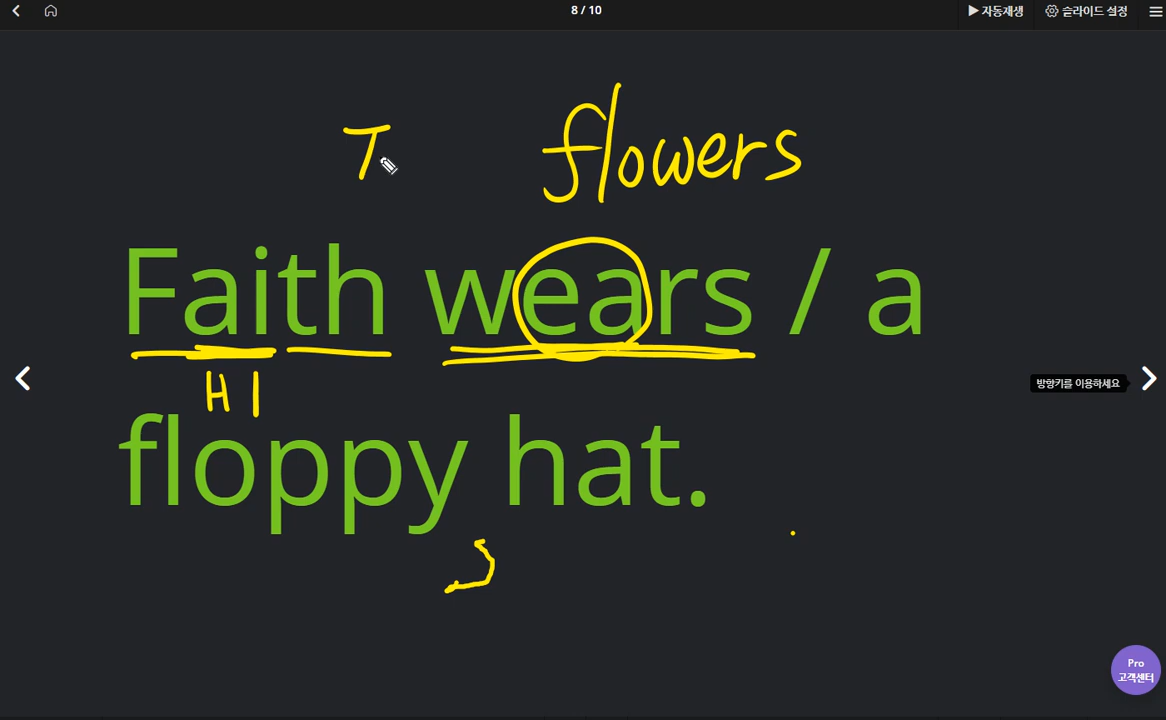 8 / 10
▶ 자동재생
슬라이드 설정
T
flowers
Faith wears / a
HI
방향키를 이용하세요
floppy hat.
Pro
고객센터